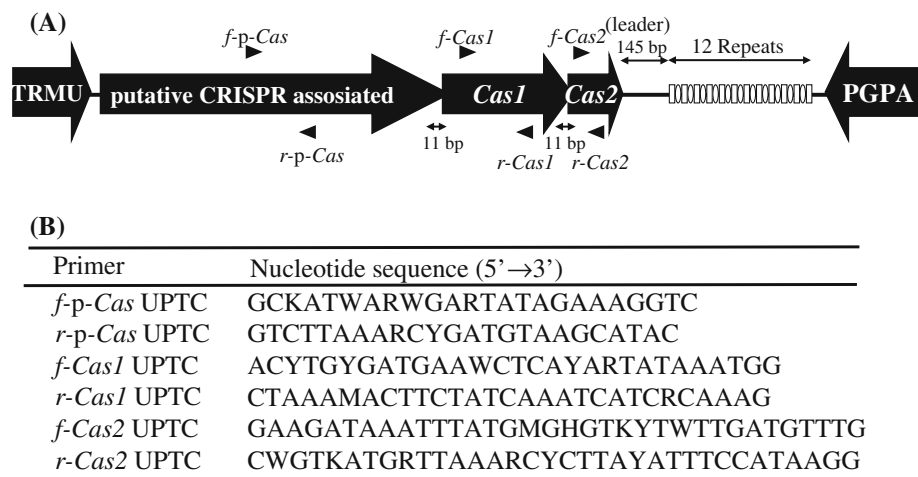 (A)
(leader)
f-p-Cas f-Cas1 f-Cas2 145 bp 12 Repeats
TRMU putative CRISPR assosiated Cas1 Cas2 PGPA
r-p-Cas 11 bp r-Cas1 11 bp r-Cas2
(B)
Primer Nucleotide sequence (5’→3’)
f-p-Cas UPTC GCKATWARWGARTATAGAAAGGTC
r-p-Cas UPTC GTCTTAAARCYGATGTAAGCATAC
f-Cas1 UPTC ACYTGYGATGAAWCTCAYARTATAAATGG
r-Cas1 UPTC CTAAAMACTTCTATCAAATCATCRCAAAG
f-Cas2 UPTC GAAGATAAATTTATGMGHGTKYTWTTGATGTTTG
r-Cas2 UPTC CWGTKATGRTTAAARCYCTTAYATTTCCATAAGG